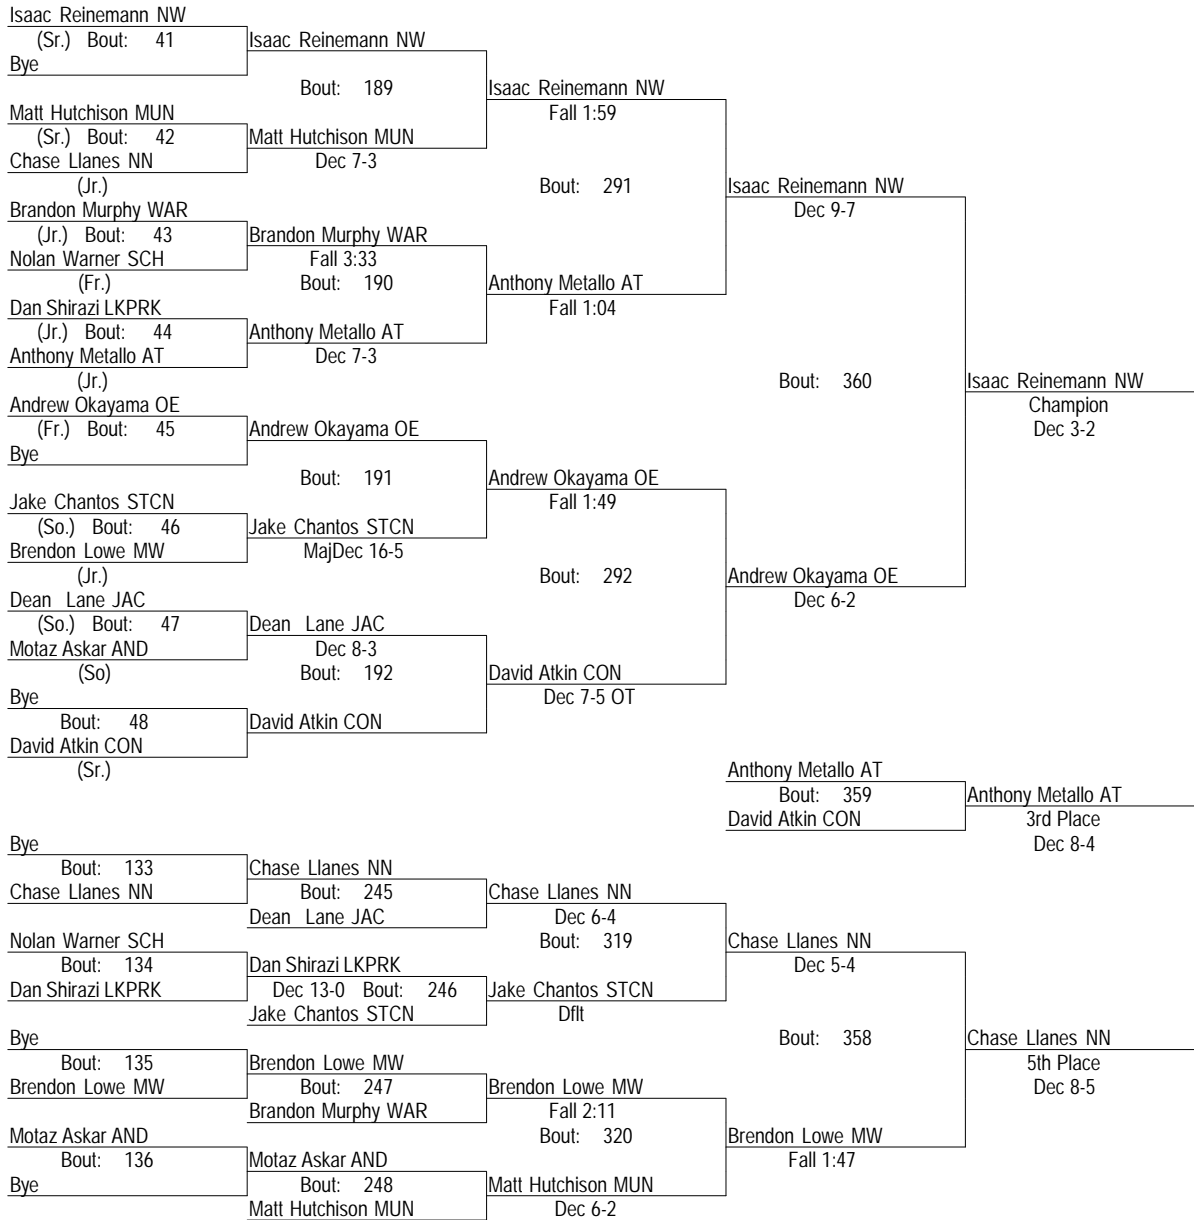 Isaac Reinemann NW
(Sr.) Bout: 41
Isaac Reinemann NW
Bye
Bout: 189
Isaac Reinemann NW
Matt Hutchison MUN
Fall 1:59
(Sr.) Bout: 42
Matt Hutchison MUN
Chase Llanes NN
Dec 7-3
(Jr.)
Bout: 291
Isaac Reinemann NW
Brandon Murphy WAR
Dec 9-7
(Jr.) Bout: 43
Brandon Murphy WAR
Nolan Warner SCH
Fall 3:33
(Fr.)
Bout: 190
Anthony Metallo AT
Dan Shirazi LKPRK
Fall 1:04
(Jr.) Bout: 44
Anthony Metallo AT
Anthony Metallo AT
Dec 7-3
(Jr.)
Bout: 360
Isaac Reinemann NW
Andrew Okayama OE
Champion
(Fr.) Bout: 45
Andrew Okayama OE
Dec 3-2
Bye
Bout: 191
Andrew Okayama OE
Jake Chantos STCN
Fall 1:49
(So.) Bout: 46
Jake Chantos STCN
Brendon Lowe MW
MajDec 16-5
(Jr.)
Bout: 292
Andrew Okayama OE
Dean Lane JAC
Dec 6-2
(So.) Bout: 47
Dean Lane JAC
Motaz Askar AND
Dec 8-3
(So)
Bout: 192
David Atkin CON
Bye
Dec 7-5 OT
Bout: 48
David Atkin CON
David Atkin CON
(Sr.)
Anthony Metallo AT
Bout: 359
Anthony Metallo AT
David Atkin CON
3rd Place
Dec 8-4
Bye
Bout: 133
Chase Llanes NN
Chase Llanes NN
Bout: 245
Chase Llanes NN
Dean Lane JAC
Dec 6-4
Nolan Warner SCH
Bout: 319
Chase Llanes NN
Bout: 134
Dan Shirazi LKPRK
Dec 5-4
Dan Shirazi LKPRK
Dec 13-0 Bout: 246
Jake Chantos STCN
Jake Chantos STCN
Dflt
Bye
Bout: 358
Chase Llanes NN
Bout: 135
Brendon Lowe MW
5th Place
Brendon Lowe MW
Bout: 247
Brendon Lowe MW
Dec 8-5
Brandon Murphy WAR
Fall 2:11
Motaz Askar AND
Bout: 320
Brendon Lowe MW
Bout: 136
Motaz Askar AND
Fall 1:47
Bye
Bout: 248
Matt Hutchison MUN
Matt Hutchison MUN
Dec 6-2